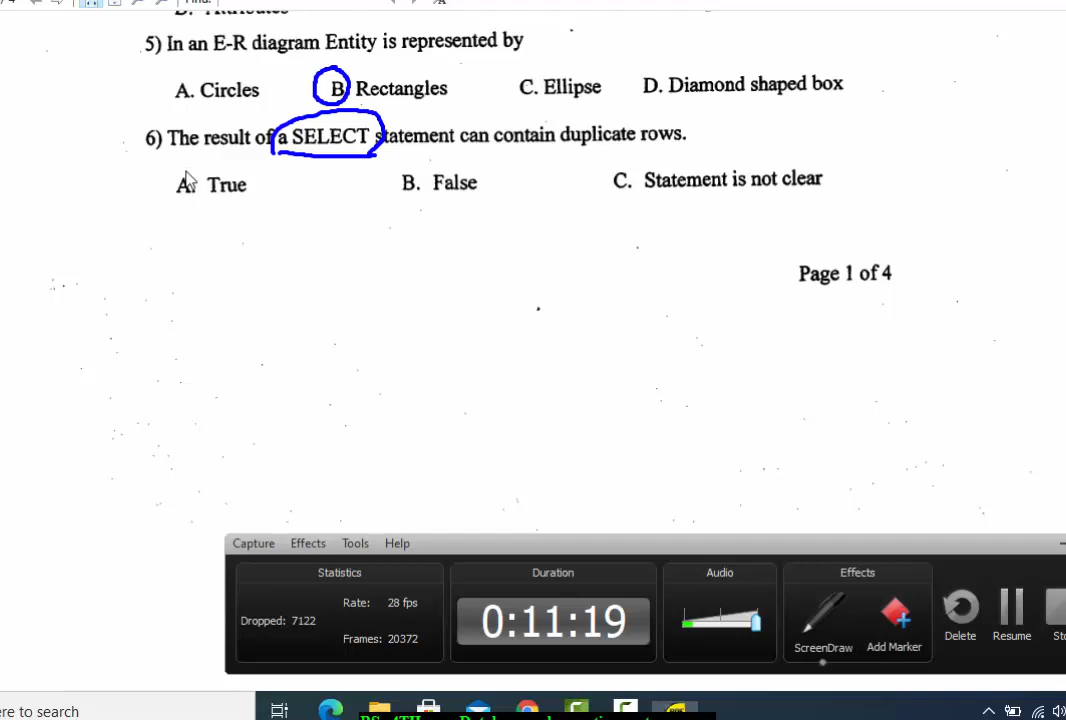 Find:
D. Attributes
5) In an E-R diagram Entity is represented by
A. Circles B. Rectangles C. Ellipse D. Diamond shaped box
6) The result of a SELECT statement can contain duplicate rows.
A. True B. False C. Statement is not clear
Page 1 of 4
Capture Effects Tools Help
Statistics Duration Audio Effects
Rate: 28 fps
Dropped: 7122
Frames: 20372
0:11:19
ScreenDraw Add Marker Delete Resume
ere to search